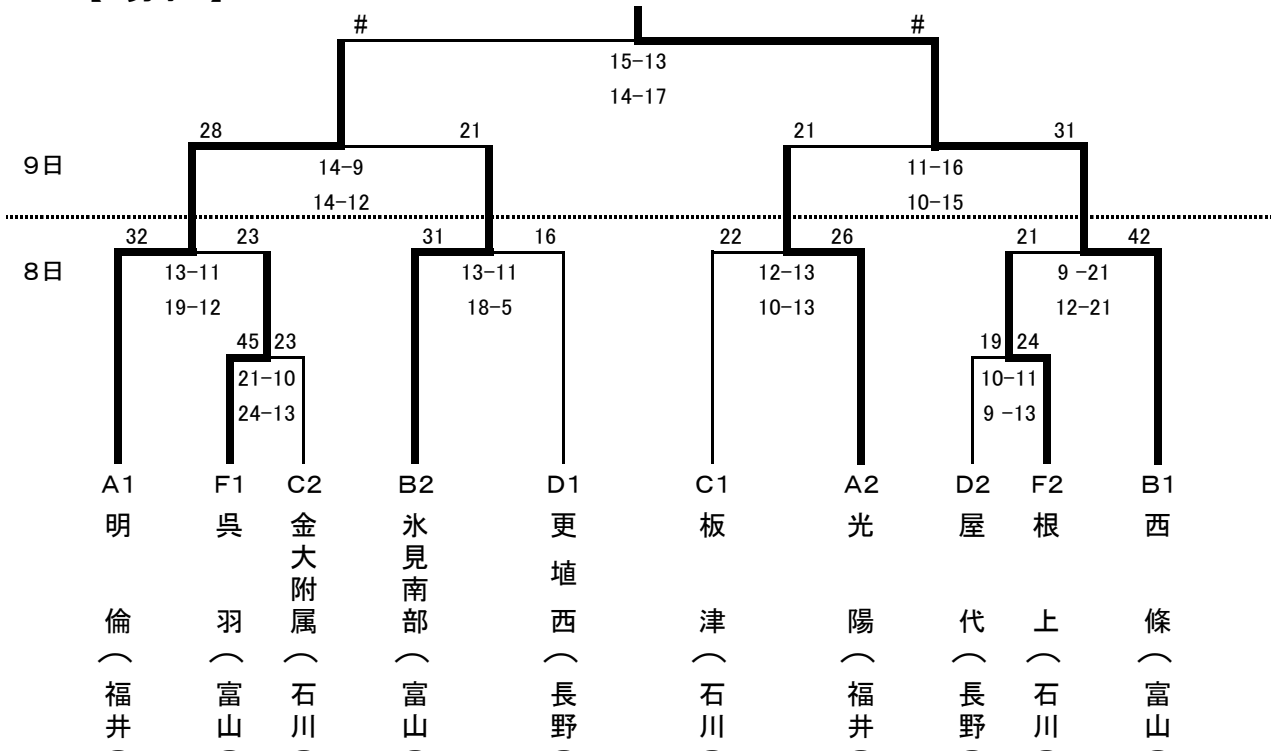 # #
15-13
14-17
28 21 21 31
9日 14-9 11-16
14-12 10-15
32 23 31 16 22 26 21 42
8日 13-11 13-11 12-13 9 -21
19-12 18-5 10-13 12-21
45 23 19 24
21-10 10-11
24-13 9 -13
A1 F1 C2 B2 D1 C1 A2 D2 F2 B1
明倫(福井
呉羽(富山
金大附属(石川
氷見南部(富山
更埴西(長野
板津(石川
光陽(福井
屋代(長野
根上(石川
西條(富山